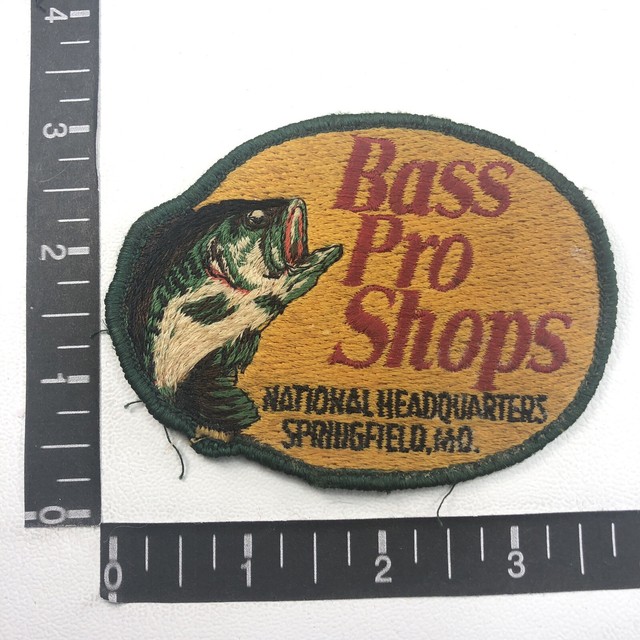 Bass
Pro
Shops
NATIONAL HEADQUARTERS
SPRINGFIELD, MO.
4
3
2
1
0
0 1 2 3